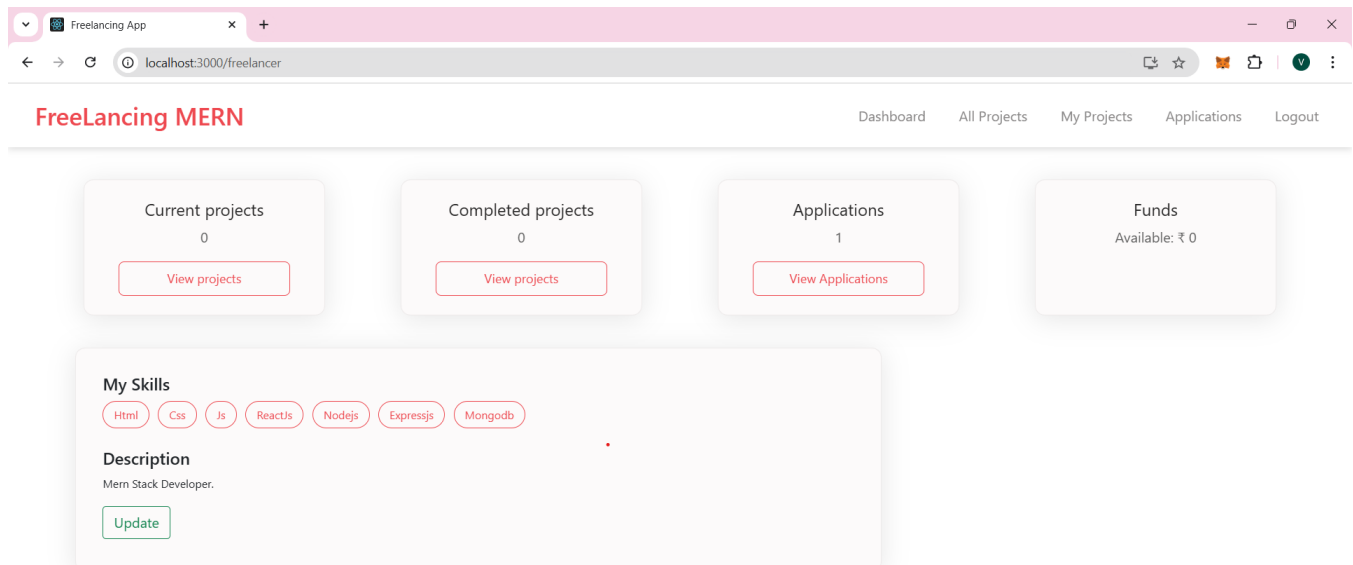 Freelancing App
localhost:3000/freelancer
V
FreeLancing MERN
Dashboard All Projects My Projects Applications Logout
Current projects Completed projects Applications Funds
0 0 1 Available: ₹ 0
View projects View projects View Applications
My Skills
Html Css Js ReactJs Nodejs Expressjs Mongodb
Description
Mern Stack Developer.
Update